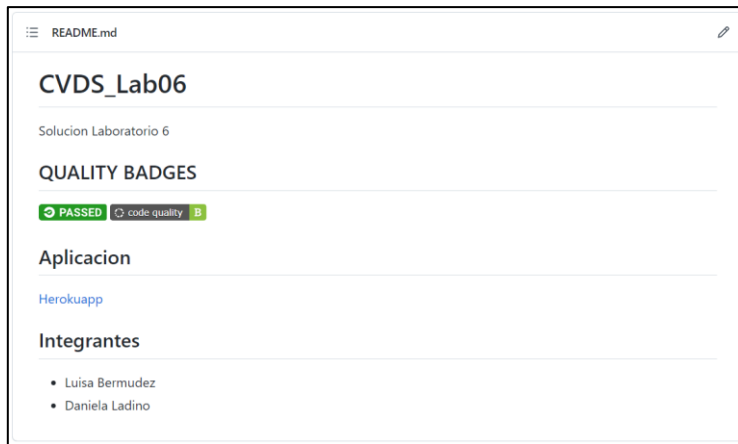 README.md
CVDS_Lab06
Solucion Laboratorio 6
QUALITY BADGES
PASSED code quality B
Aplicacion
Herokuapp
Integrantes
Luisa Bermudez
Daniela Ladino